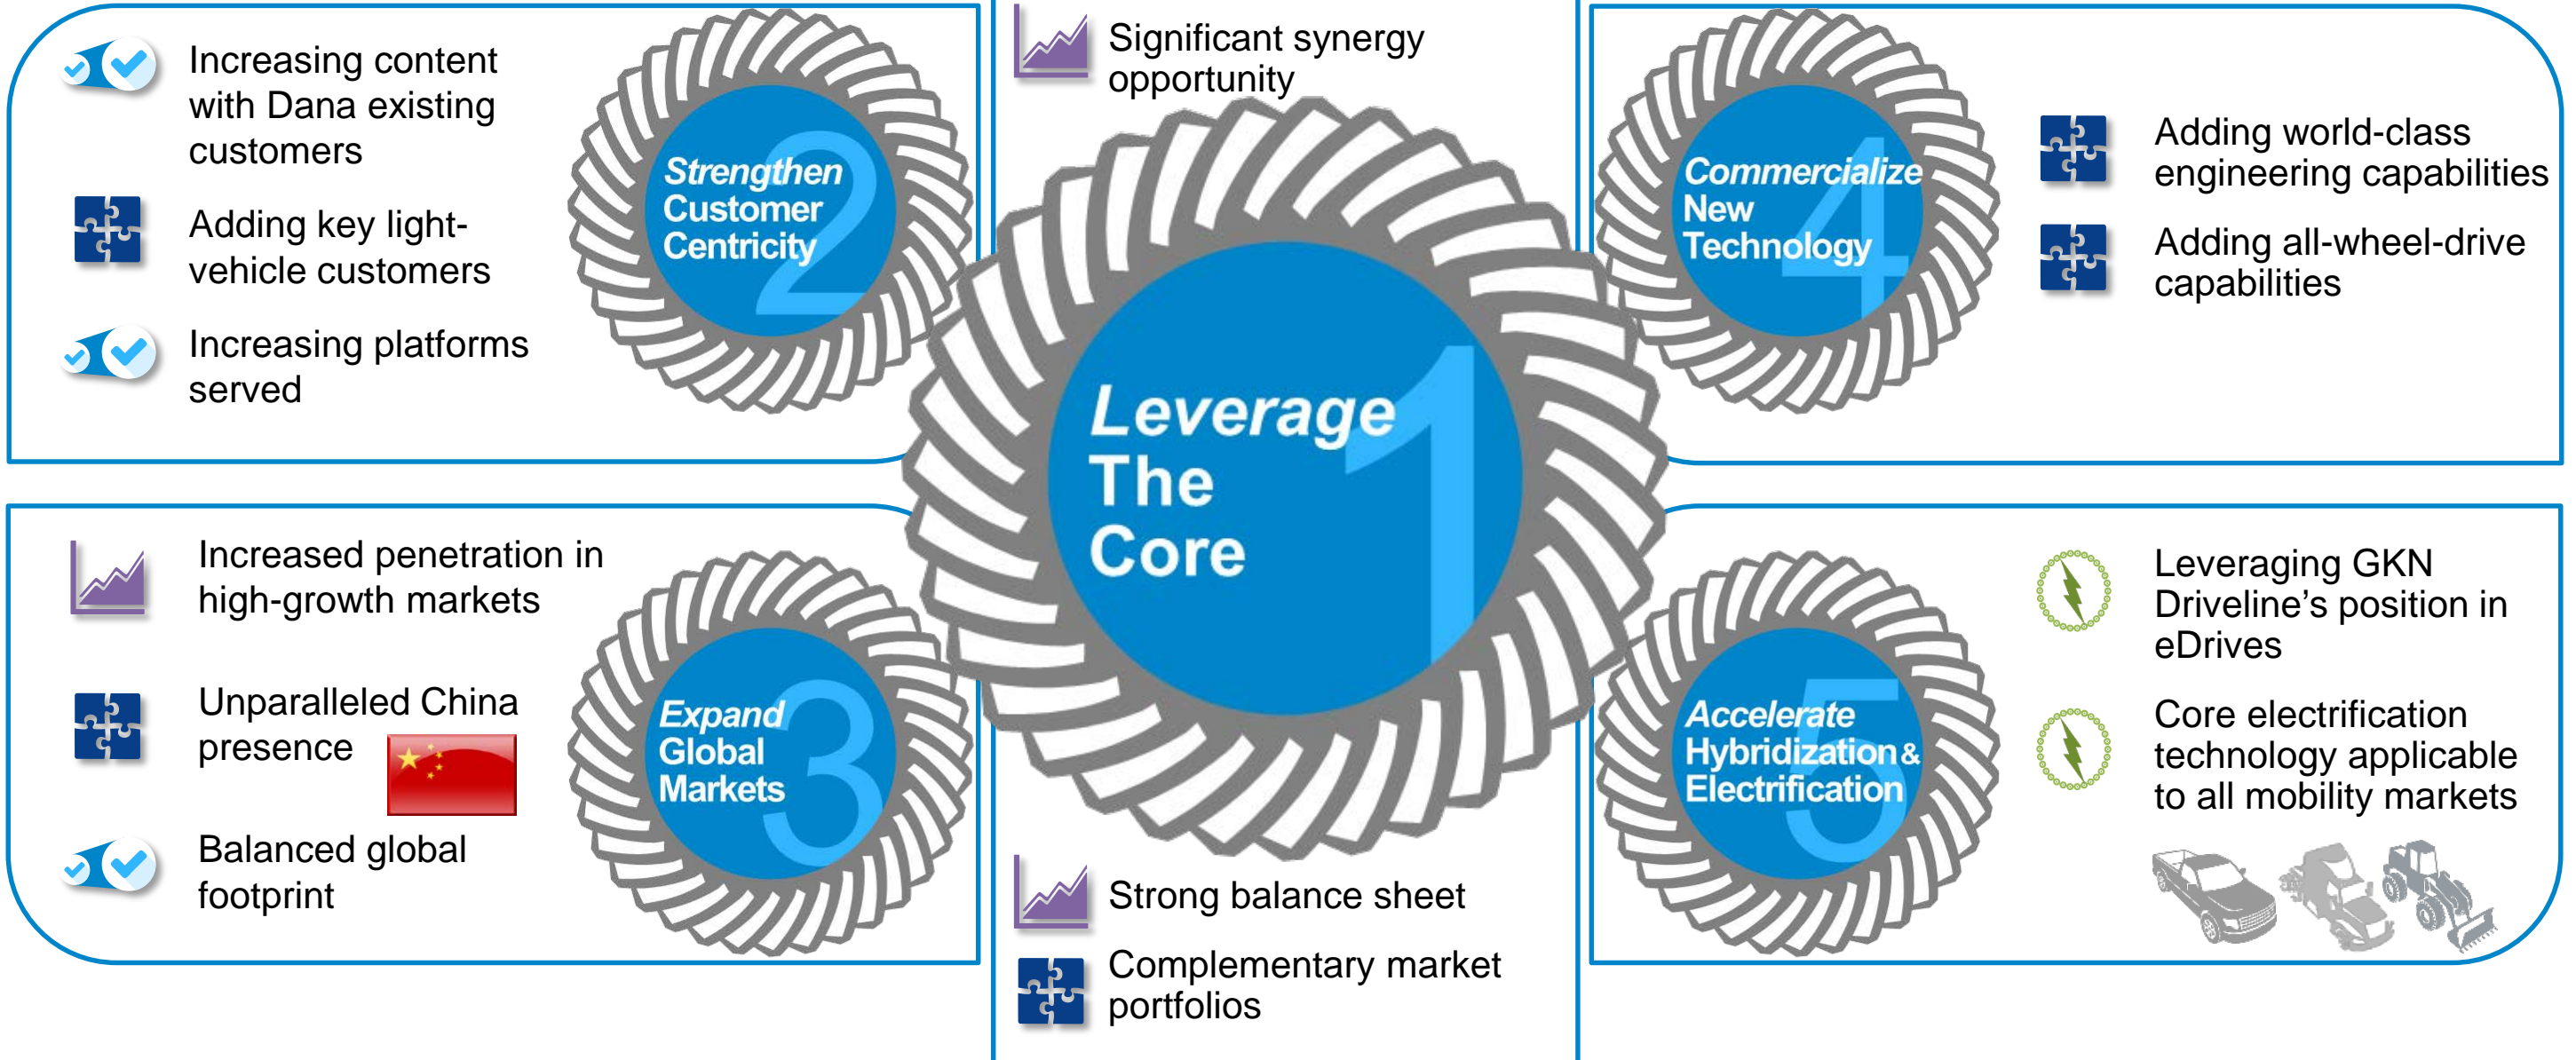 Increasing content
with Dana existing
customers
Adding key light-
vehicle customers
Increasing platforms
served
2
Strengthen
Customer
Centricity
Significant synergy
opportunity
1
Leverage
The
Core
Strong balance sheet
Complementary market
portfolios
4
Commercialize
New
Technology
Adding world-class
engineering capabilities
Adding all-wheel-drive
capabilities
Increased penetration in
high-growth markets
Unparalleled China
presence
Balanced global
footprint
3
Expand
Global
Markets
5
Accelerate
Hybridization &
Electrification
Leveraging GKN
Driveline’s position in
eDrives
Core electrification
technology applicable
to all mobility markets